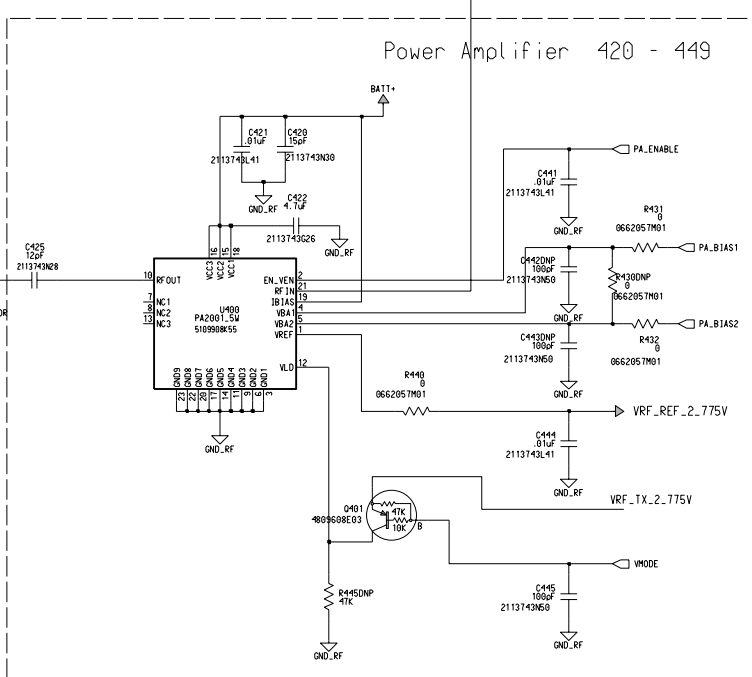 Power Amplifier 420 - 449
BATT+
C421
.01uF
2113743L41
C420
15pF
2113743N30
GND_RF
C422
4.7uF
2113743G26
GND_RF
C425
12pF
2113743N28
OR
16
15
18
VCC3
VCC2
VCC1
10 RFOUT
7 NC1
8 NC2
13 NC3
U400
PA2001_5W
5109908K55
EN_VEN 2
RFIN 21
IBIAS 19
VBA1 4
VBA2 5
VREF 1
VLD 12
GND9
GND8
GND7
GND6
GND5
GND4
GND3
GND2
GND1
23
22
20
17
14
11
9
6
3
GND_RF
PA_ENABLE
C441
.01uF
2113743L41
GND_RF
R431
0
0662057M01
PA_BIAS1
C442DNP
100pF
2113743N50
GND_RF
R430DNP
0
0662057M01
PA_BIAS2
C443DNP
100pF
2113743N50
GND_RF
R432
0
0662057M01
R440
0
0662057M01
VRF_REF_2_775V
C444
.01uF
2113743L41
GND_RF
VRF_TX_2_775V
Q401
4809608E03
47K
10K
B
VMODE
R445DNP
47K
GND_RF
C445
100pF
2113743N50
GND_RF